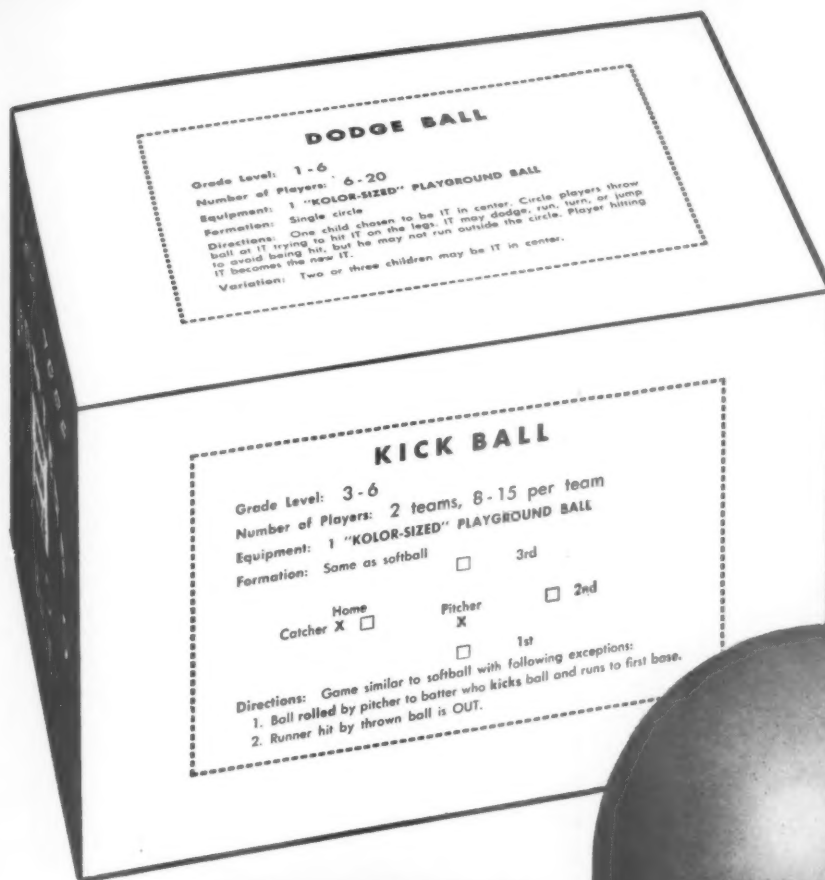 DODGE BALL
Grade Level: 1-6
Number of Players: 6-20
Equipment: 1 "KOLOR-SIZED" PLAYGROUND BALL
Formation: Single circle
Directions: One child chosen to be IT in center. Circle players throw
ball at IT trying to hit IT on the legs. IT may dodge, run, turn, or jump
to avoid being hit, but he may not run outside the circle. Player hitting
IT becomes the new IT.
Variation: Two or three children may be IT in center.
KICK BALL
Grade Level: 3-6
Number of Players: 2 teams, 8-15 per team
Equipment: 1 "KOLOR-SIZED" PLAYGROUND BALL
Formation: Same as softball
3rd
2nd
Home
Pitcher
Catcher X
X
1st
Directions: Game similar to softball with following exceptions:
1. Ball rolled by pitcher to batter who kicks ball and runs to first base.
2. Runner hit by thrown ball is OUT.